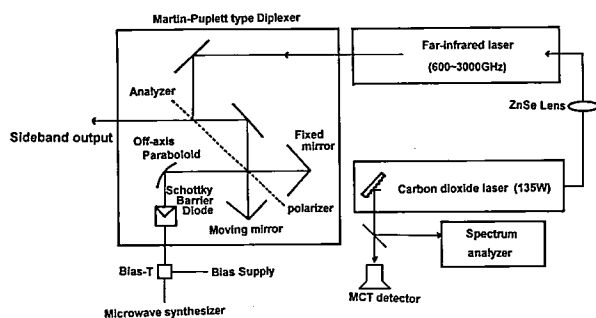 Martin-Puplett type Diplexer
Far-infrared laser
(600~3000GHz)
Analyzer
ZnSe Lens
Sideband output
Off-axis
Paraboloid
Fixed
mirror
Schottky
Barrier
Diode
polarizer
Carbon dioxide laser (135W)
Moving mirror
Spectrum
analyzer
Bias-T
Bias Supply
MCT detector
Microwave synthesizer